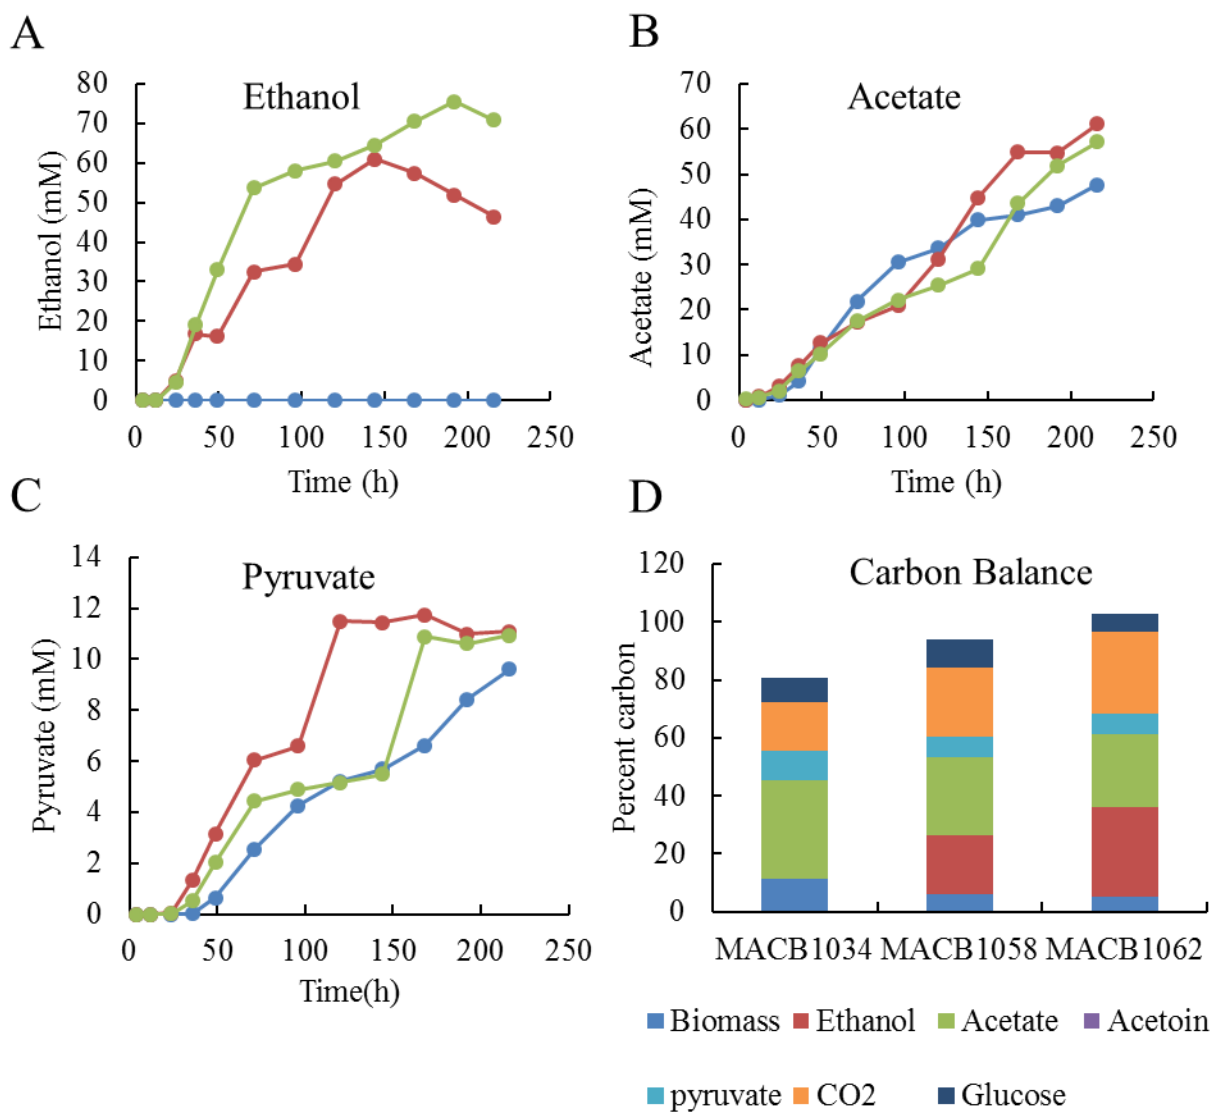 A
Ethanol
80
70
60
50
40
30
20
10
0
Ethanol (mM)
0 50 100 150 200 250
Time (h)
B
Acetate
70
60
50
40
30
20
10
0
Acetate (mM)
0 50 100 150 200 250
Time (h)
C
Pyruvate
14
12
10
8
6
4
2
0
Pyruvate (mM)
0 50 100 150 200 250
Time(h)
D
Carbon Balance
120
100
80
60
40
20
0
Percent carbon
MACB1034 MACB1058 MACB1062
Biomass Ethanol Acetate Acetoin
pyruvate CO2 Glucose